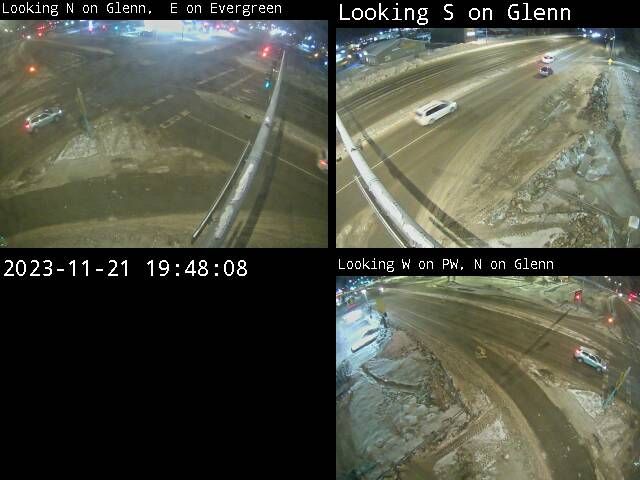 Looking N on Glenn,  E on Evergreen
Looking S on Glenn
2023-11-21 19:48:08
Looking W on PW, N on Glenn